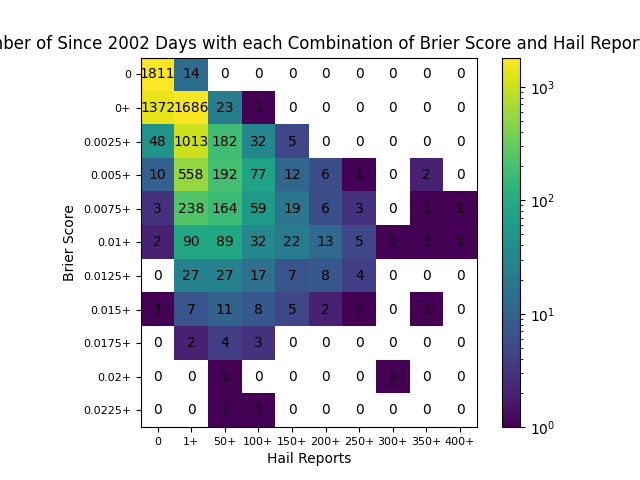 nber of Since 2002 Days with each Combination of Brier Score and Hail Repor
0 1811 14 0 0 0 0 0 0 0 0
0+ 1372 1686 23 1 0 0 0 0 0 0
0.0025+ 48 1013 182 32 5 0 0 0 0 0
0.005+ 10 558 192 77 12 6 1 0 2 0
0.0075+ 3 238 164 59 19 6 3 0 1 1
0.01+ 2 90 89 32 22 13 5 1 1 1
0.0125+ 0 27 27 17 7 8 4 0 0 0
0.015+ 1 7 11 8 5 2 1 0 1 0
0.0175+ 0 2 4 3 0 0 0 0 0 0
0.02+ 0 0 1 0 0 0 0 1 0 0
0.0225+ 0 0 1 1 0 0 0 0 0 0
0 1+ 50+ 100+ 150+ 200+ 250+ 300+ 350+ 400+
Hail Reports
Brier Score
10³
10²
10¹
10⁰